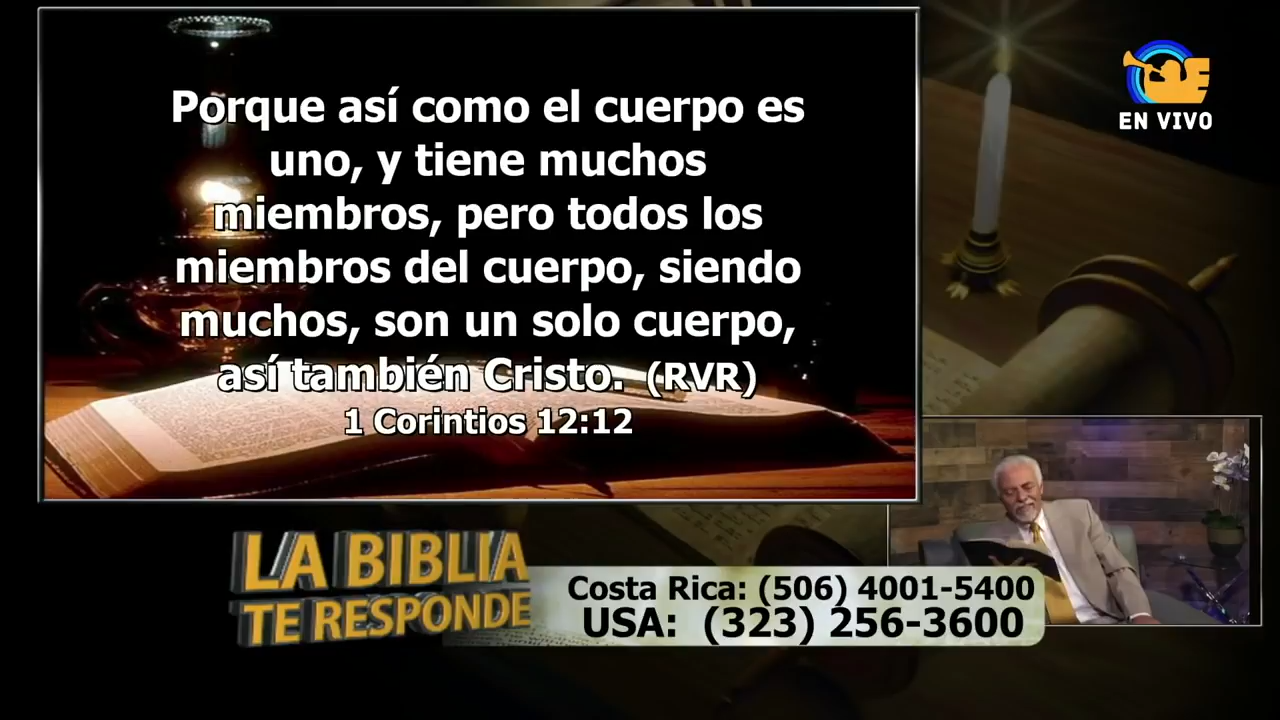 Porque así como el cuerpo es
uno, y tiene muchos
miembros, pero todos los
miembros del cuerpo, siendo
muchos, son un solo cuerpo,
así también Cristo. (RVR)
1 Corintios 12:12
E
EN VIVO
LA BIBLIA
TE RESPONDE
Costa Rica: (506) 4001-5400
USA: (323) 256-3600